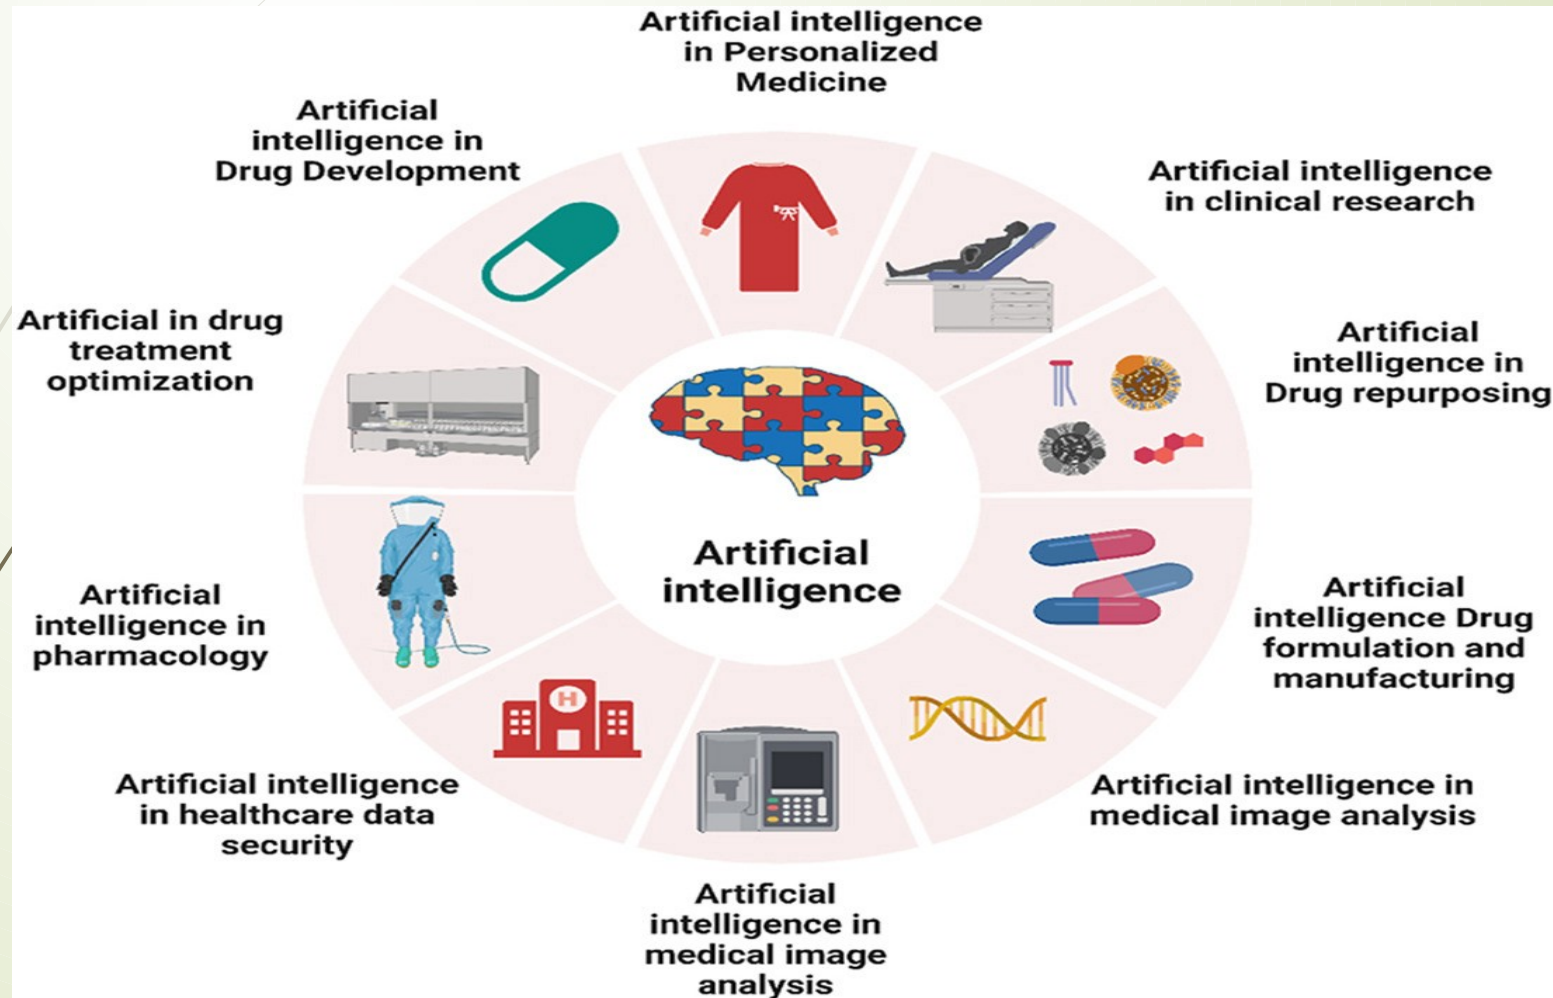 Artificial intelligence
in Personalized
Medicine
Artificial
intelligence in
Drug Development
Artificial intelligence
in clinical research
Artificial in drug
treatment
optimization
Artificial
intelligence in
Drug repurposing
Artificial
intelligence
Artificial
intelligence in
pharmacology
Artificial
intelligence Drug
formulation and
manufacturing
H
Artificial intelligence
in healthcare data
security
Artificial intelligence in
medical image analysis
Artificial
intelligence in
medical image
analysis